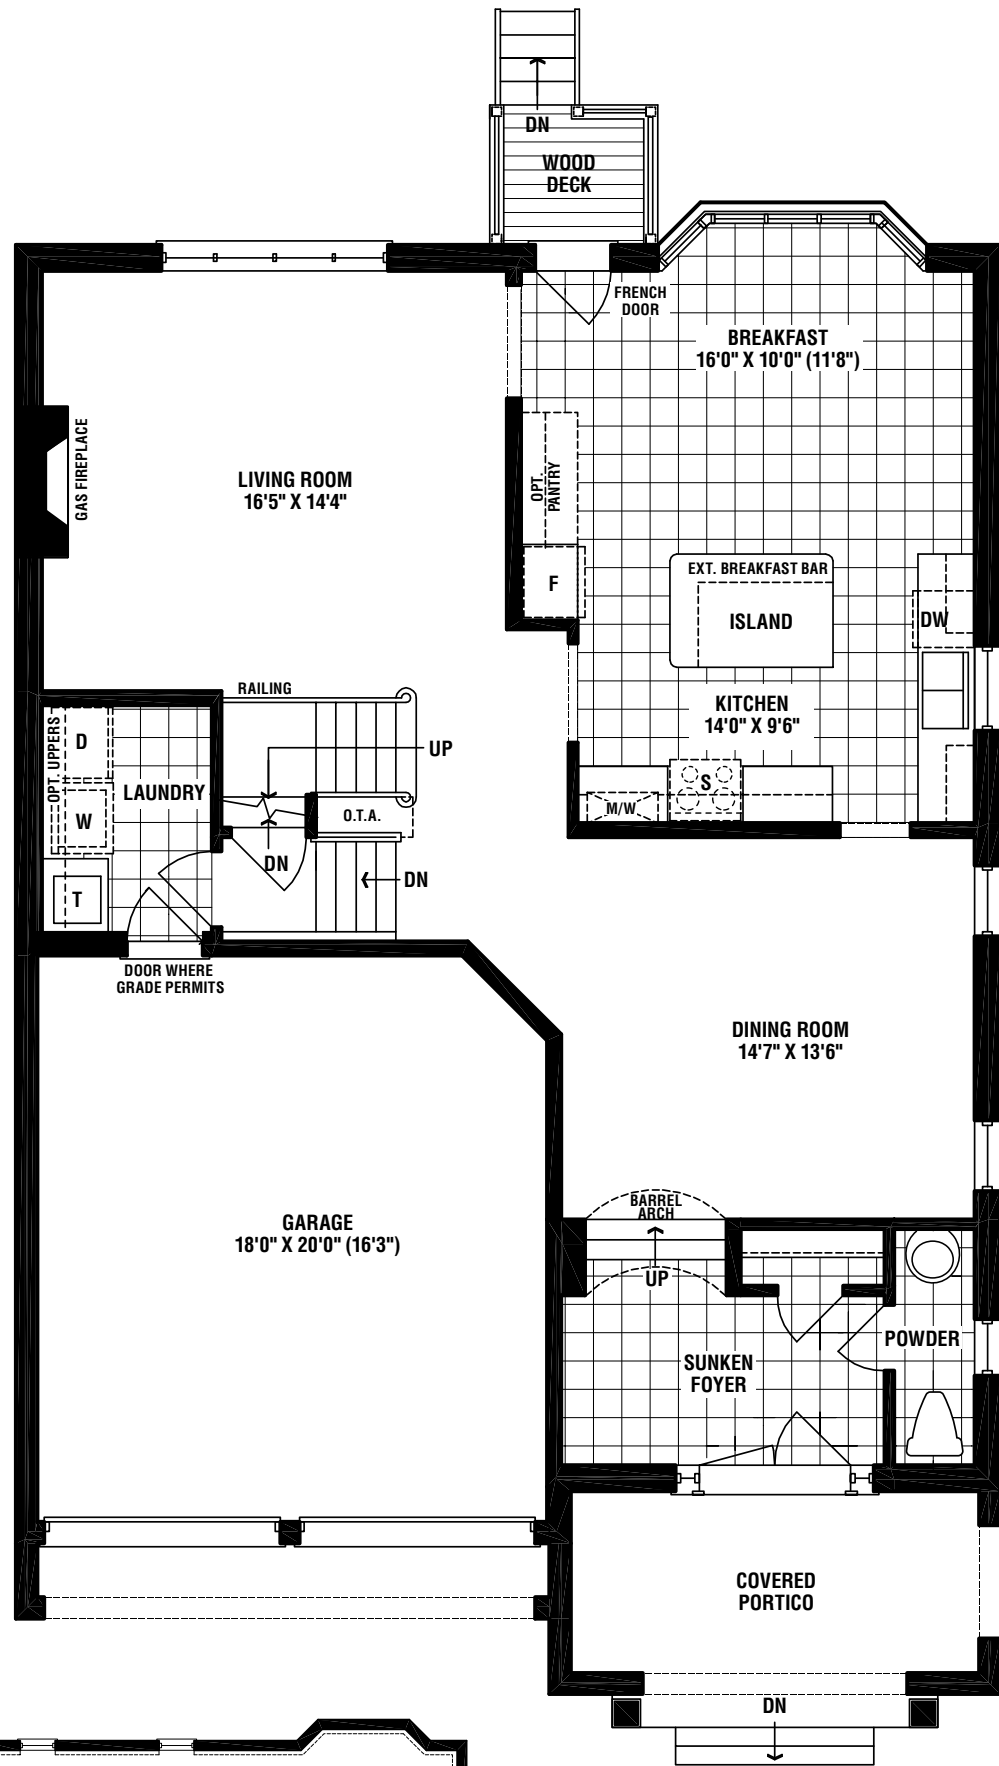 DN
WOOD
DECK
FRENCH
DOOR
BREAKFAST
16'0" X 10'0" (11'8")
GAS FIREPLACE
LIVING ROOM
16'5" X 14'4"
OPT.
PANTRY
F
EXT. BREAKFAST BAR
ISLAND
DW
RAILING
KITCHEN
14'0" X 9'6"
UP
OPT. UPPERS
D
LAUNDRY
W
S
M/W
O.T.A.
DN
DN
T
DOOR WHERE
GRADE PERMITS
DINING ROOM
14'7" X 13'6"
BARREL
ARCH
GARAGE
18'0" X 20'0" (16'3")
UP
POWDER
SUNKEN
FOYER
COVERED
PORTICO
DN